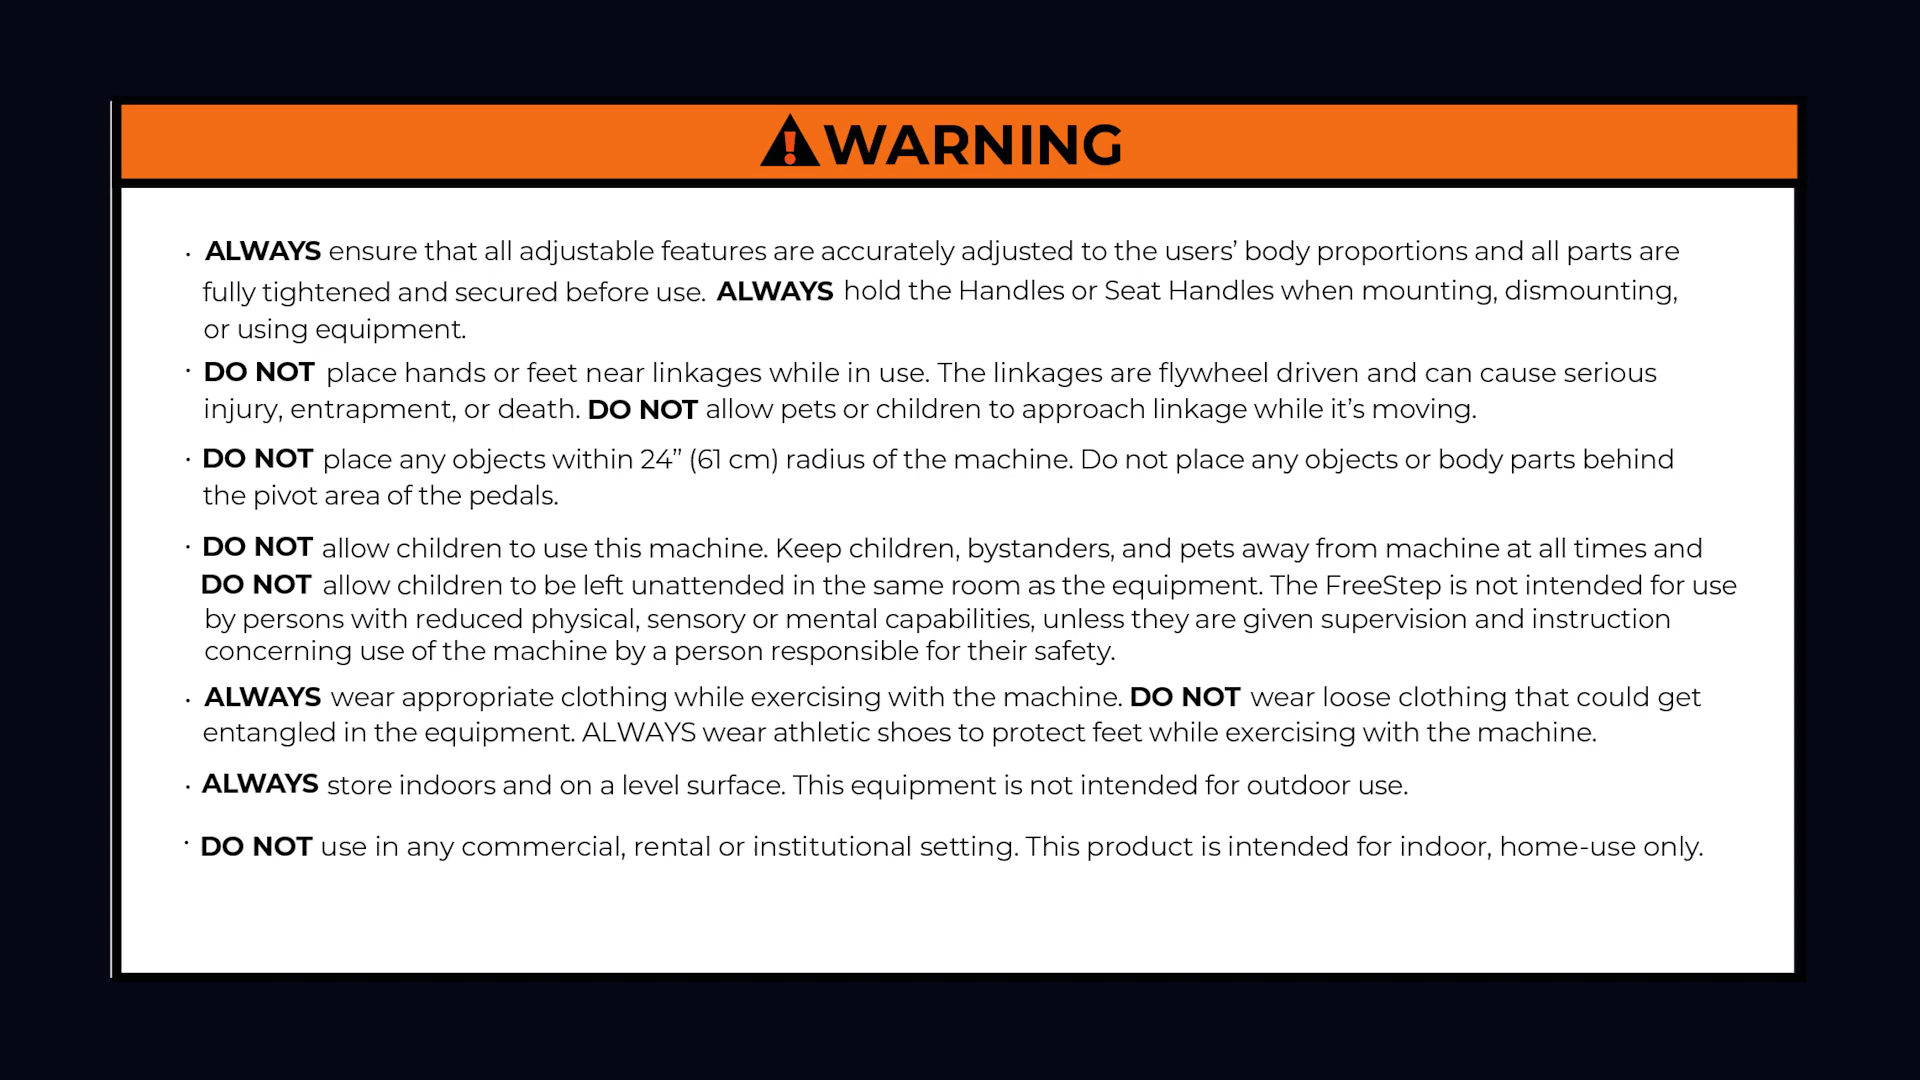 WARNING
· ALWAYS ensure that all adjustable features are accurately adjusted to the users’ body proportions and all parts are
fully tightened and secured before use. ALWAYS hold the Handles or Seat Handles when mounting, dismounting,
or using equipment.
· DO NOT place hands or feet near linkages while in use. The linkages are flywheel driven and can cause serious
injury, entrapment, or death. DO NOT allow pets or children to approach linkage while it’s moving.
· DO NOT place any objects within 24” (61 cm) radius of the machine. Do not place any objects or body parts behind
the pivot area of the pedals.
· DO NOT allow children to use this machine. Keep children, bystanders, and pets away from machine at all times and
DO NOT allow children to be left unattended in the same room as the equipment. The FreeStep is not intended for use
by persons with reduced physical, sensory or mental capabilities, unless they are given supervision and instruction
concerning use of the machine by a person responsible for their safety.
· ALWAYS wear appropriate clothing while exercising with the machine. DO NOT wear loose clothing that could get
entangled in the equipment. ALWAYS wear athletic shoes to protect feet while exercising with the machine.
· ALWAYS store indoors and on a level surface. This equipment is not intended for outdoor use.
· DO NOT use in any commercial, rental or institutional setting. This product is intended for indoor, home-use only.